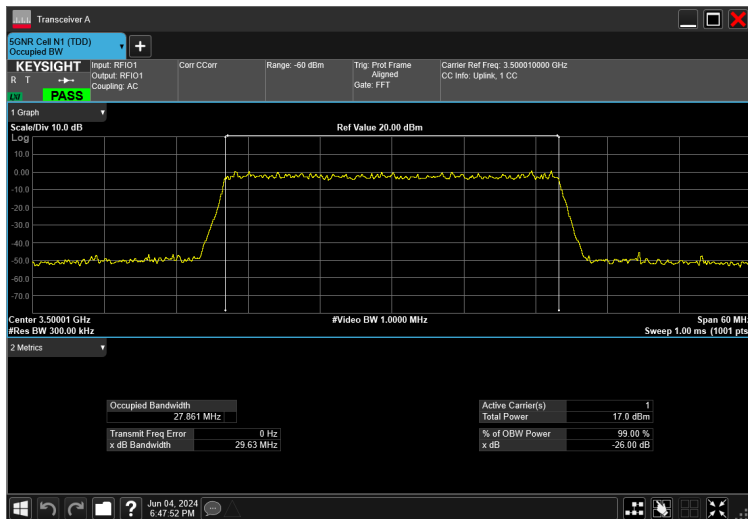 Transceiver A
5GNR Cell N1 (TDD)
Occupied BW
KEYSIGHT
R T
LXI
PASS
Input: RFIO1
Output: RFIO1
Coupling: AC
Corr CCorr
Range: -60 dBm
Trig: Prot Frame
Aligned
Gate: FFT
Carrier Ref Freq: 3.500010000 GHz
CC Info: Uplink, 1 CC
1 Graph
Scale/Div 10.0 dB
Ref Value 20.00 dBm
Log
10.0
0.00
-10.0
-20.0
-30.0
-40.0
-50.0
-60.0
-70.0
Center 3.50001 GHz
#Video BW 1.0000 MHz
Span 60 MHz
#Res BW 300.00 kHz
Sweep 1.00 ms (1001 pts
2 Metrics
Occupied Bandwidth
27.861 MHz
Transmit Freq Error 0 Hz
x dB Bandwidth 29.63 MHz
Active Carrier(s) 1
Total Power 17.0 dBm
% of OBW Power 99.00 %
x dB -26.00 dB
Jun 04, 2024
6:47:52 PM